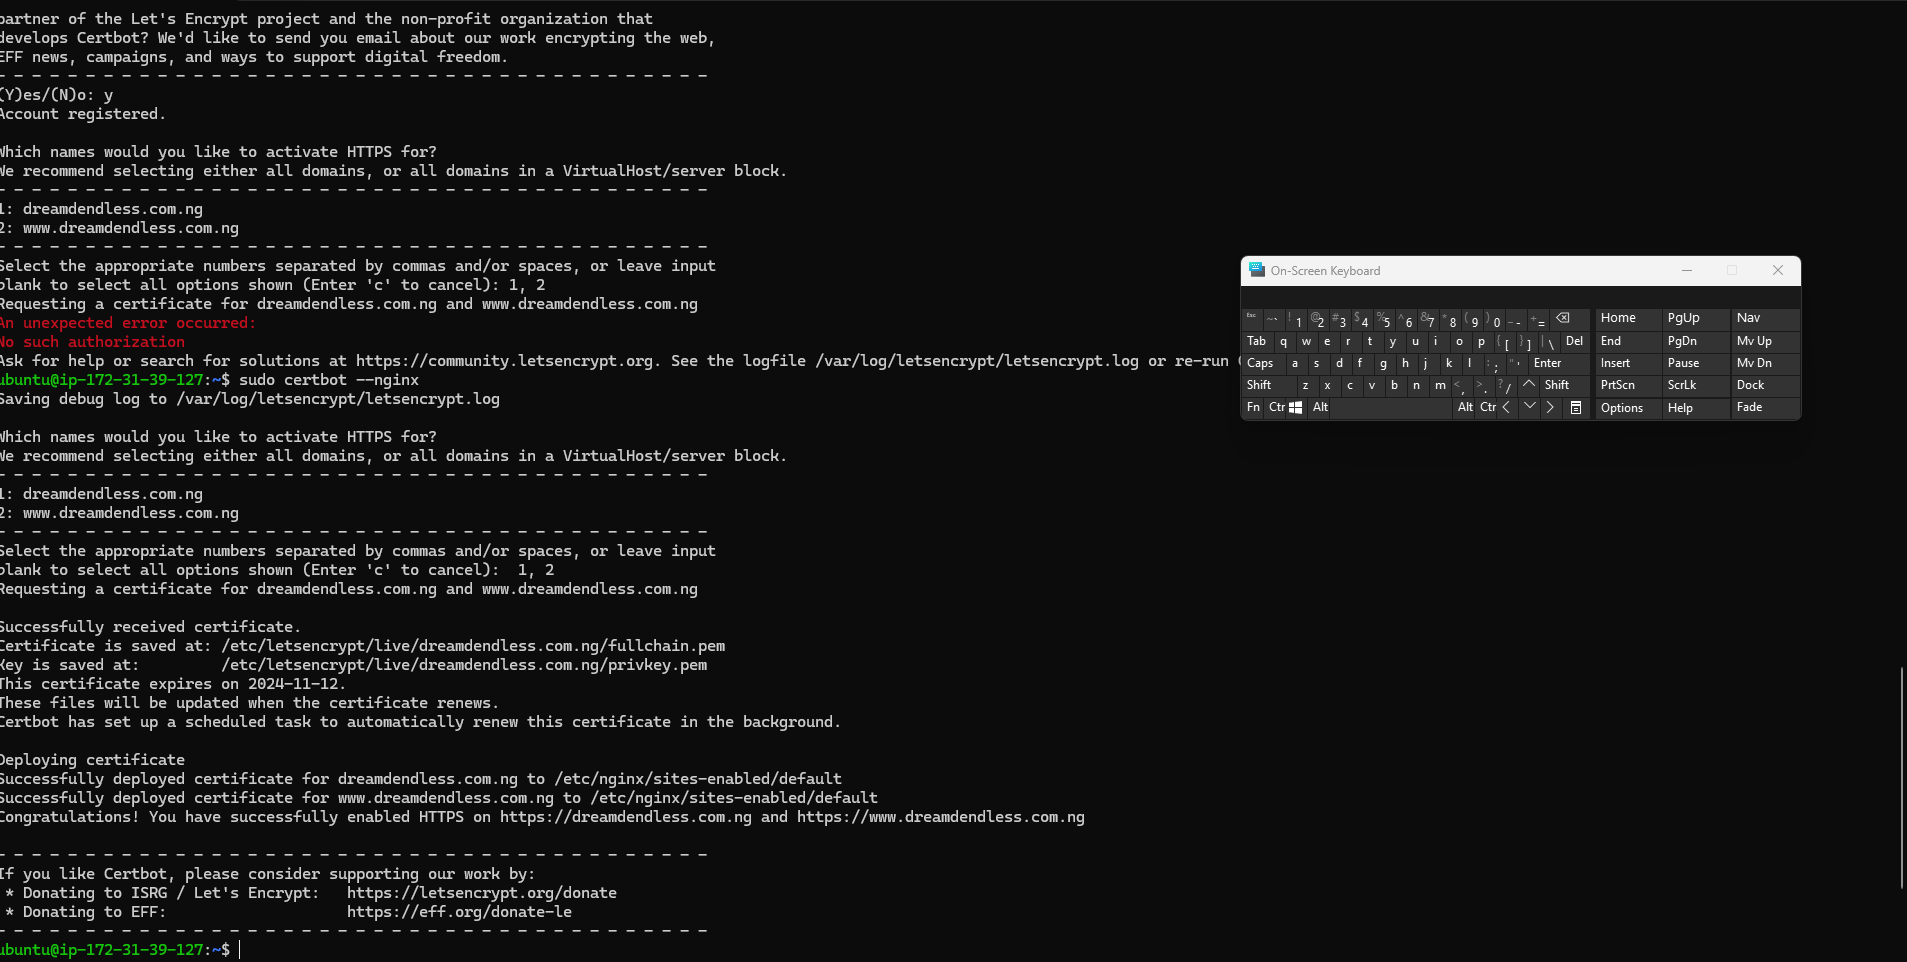 partner of the Let's Encrypt project and the non-profit organization that
develops Certbot? We'd like to send you email about our work encrypting the web,
EFF news, campaigns, and ways to support digital freedom.
- - - - - - - - - - - - - - - - - - - - - - - - - - - - - - - - - - - - - - - -
(Y)es/(N)o: y
Account registered.
Which names would you like to activate HTTPS for?
We recommend selecting either all domains, or all domains in a VirtualHost/server block.
- - - - - - - - - - - - - - - - - - - - - - - - - - - - - - - - - - - - - - - -
1: dreamdendless.com.ng
2: www.dreamdendless.com.ng
- - - - - - - - - - - - - - - - - - - - - - - - - - - - - - - - - - - - - - - -
Select the appropriate numbers separated by commas and/or spaces, or leave input
blank to select all options shown (Enter 'c' to cancel): 1, 2
Requesting a certificate for dreamdendless.com.ng and www.dreamdendless.com.ng
An unexpected error occurred:
No such authorization
Ask for help or search for solutions at https://community.letsencrypt.org. See the logfile /var/log/letsencrypt/letsencrypt.log or re-run
ubuntu@ip-172-31-39-127:~$ sudo certbot --nginx
Saving debug log to /var/log/letsencrypt/letsencrypt.log
Which names would you like to activate HTTPS for?
We recommend selecting either all domains, or all domains in a VirtualHost/server block.
- - - - - - - - - - - - - - - - - - - - - - - - - - - - - - - - - - - - - - - -
1: dreamdendless.com.ng
2: www.dreamdendless.com.ng
- - - - - - - - - - - - - - - - - - - - - - - - - - - - - - - - - - - - - - - -
Select the appropriate numbers separated by commas and/or spaces, or leave input
blank to select all options shown (Enter 'c' to cancel):  1, 2
Requesting a certificate for dreamdendless.com.ng and www.dreamdendless.com.ng
Successfully received certificate.
Certificate is saved at: /etc/letsencrypt/live/dreamdendless.com.ng/fullchain.pem
Key is saved at:         /etc/letsencrypt/live/dreamdendless.com.ng/privkey.pem
This certificate expires on 2024-11-12.
These files will be updated when the certificate renews.
Certbot has set up a scheduled task to automatically renew this certificate in the background.
Deploying certificate
Successfully deployed certificate for dreamdendless.com.ng to /etc/nginx/sites-enabled/default
Successfully deployed certificate for www.dreamdendless.com.ng to /etc/nginx/sites-enabled/default
Congratulations! You have successfully enabled HTTPS on https://dreamdendless.com.ng and https://www.dreamdendless.com.ng
- - - - - - - - - - - - - - - - - - - - - - - - - - - - - - - - - - - - - - - -
If you like Certbot, please consider supporting our work by:
 * Donating to ISRG / Let's Encrypt:   https://letsencrypt.org/donate
 * Donating to EFF:                    https://eff.org/donate-le
- - - - - - - - - - - - - - - - - - - - - - - - - - - - - - - - - - - - - - - -
ubuntu@ip-172-31-39-127:~$
On-Screen Keyboard
Esc ~ ` ! 1 @ 2 # 3 $ 4 % 5 ^ 6 & 7 * 8 ( 9 ) 0 _ - + = Home PgUp Nav
Tab q w e r t y u i o p { [ } ] | \ Del End PgDn Mv Up
Caps a s d f g h j k l : ; " ' Enter Insert Pause Mv Dn
Shift z x c v b n m < , > . ? / Shift PrtScn ScrLk Dock
Fn Ctr Alt Alt Ctr Options Help Fade